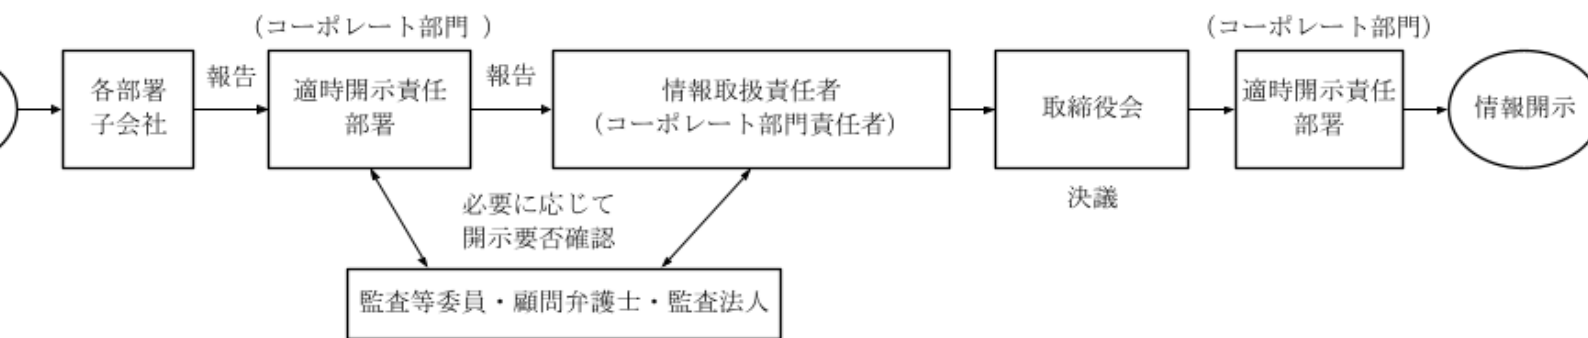 (コーポレート部門 )
(コーポレート部門)
各部署
子会社
報告
適時開示責任
部署
報告
情報取扱責任者
(コーポレート部門責任者)
取締役会
適時開示責任
部署
情報開示
決議
必要に応じて
開示要否確認
監査等委員・顧問弁護士・監査法人